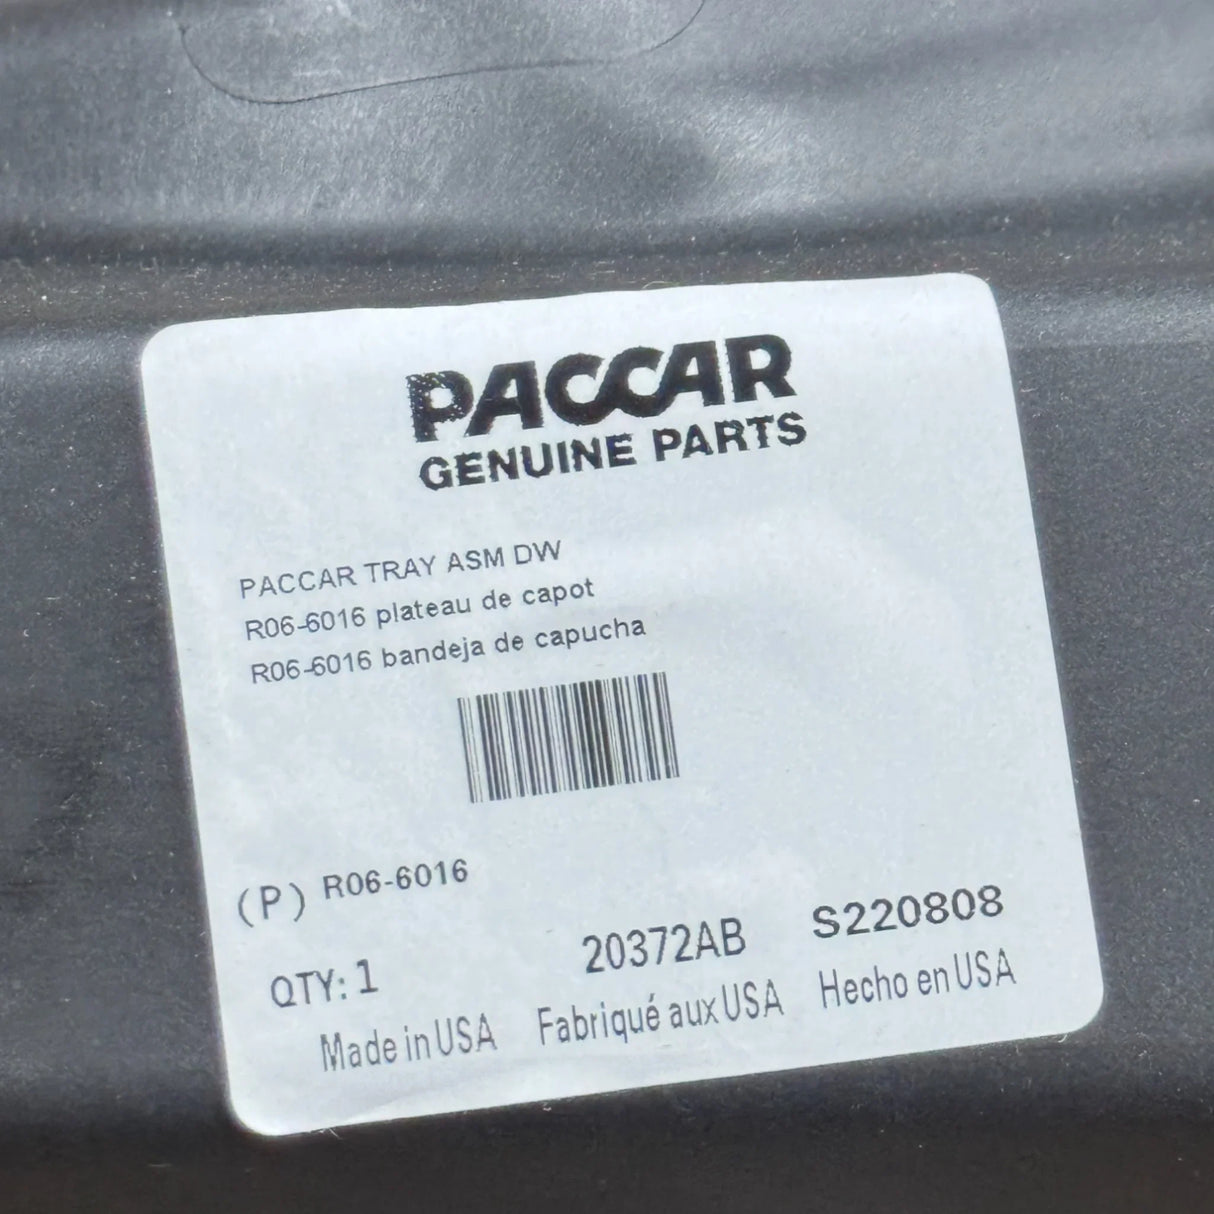 PACCAR
GENUINE PARTS
PACCAR TRAY ASM DW
R06-6016 plateau de capot
R06-6016 bandeja de capucha
(P) R06-6016
QTY: 1 20372AB S220808
Made in USA Fabriqué aux USA Hecho en USA